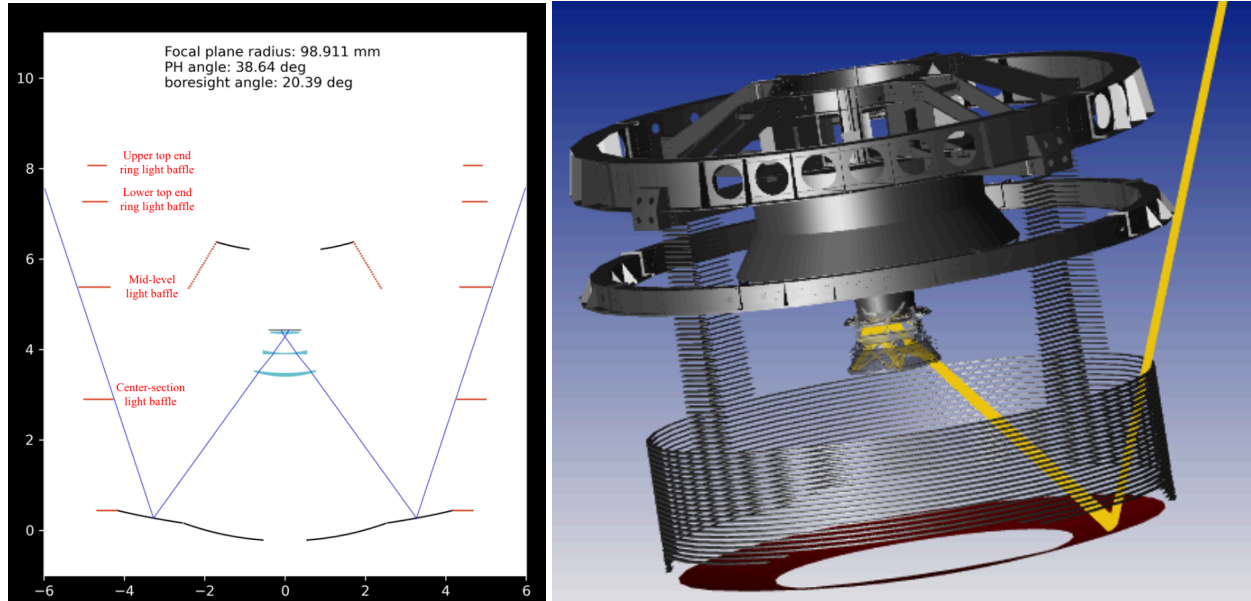 Focal plane radius: 98.911 mm
PH angle: 38.64 deg
boresight angle: 20.39 deg
10
Upper top end
ring light baffle
8
Lower top end
ring light baffle
6
Mid-level
light baffle
4
Center-section
light baffle
2
0
−6
−4
−2
0
2
4
6